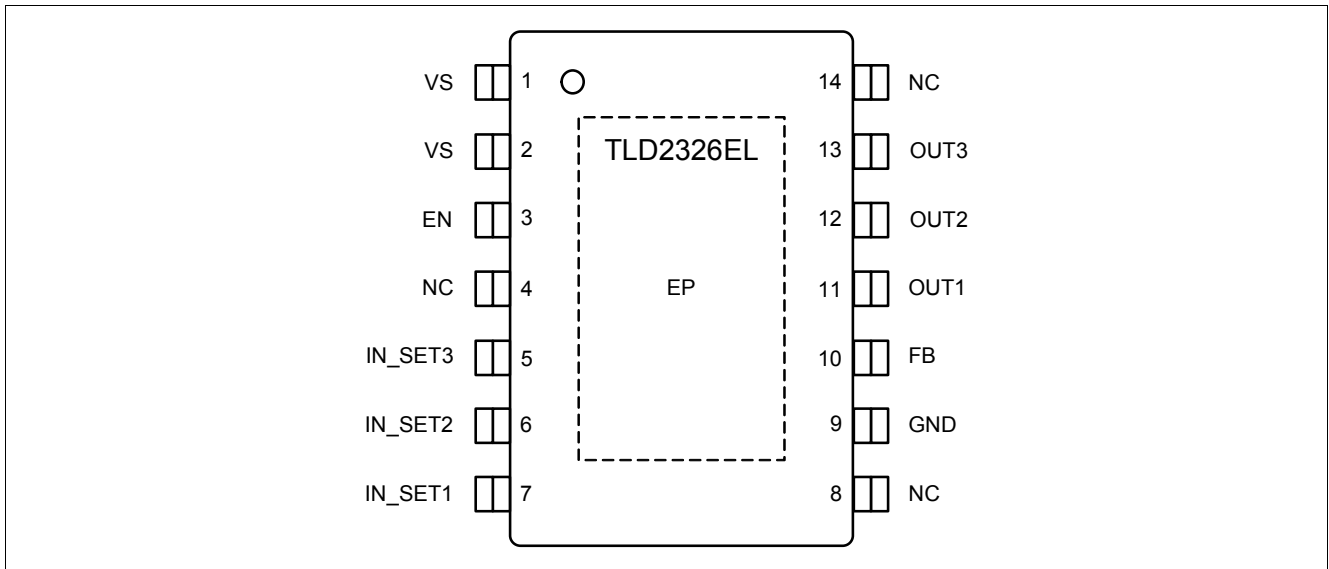 VS 1 14 NC
VS 2 TLD2326EL 13 OUT3
EN 3 12 OUT2
NC 4 EP 11 OUT1
IN_SET3 5 10 FB
IN_SET2 6 9 GND
IN_SET1 7 8 NC